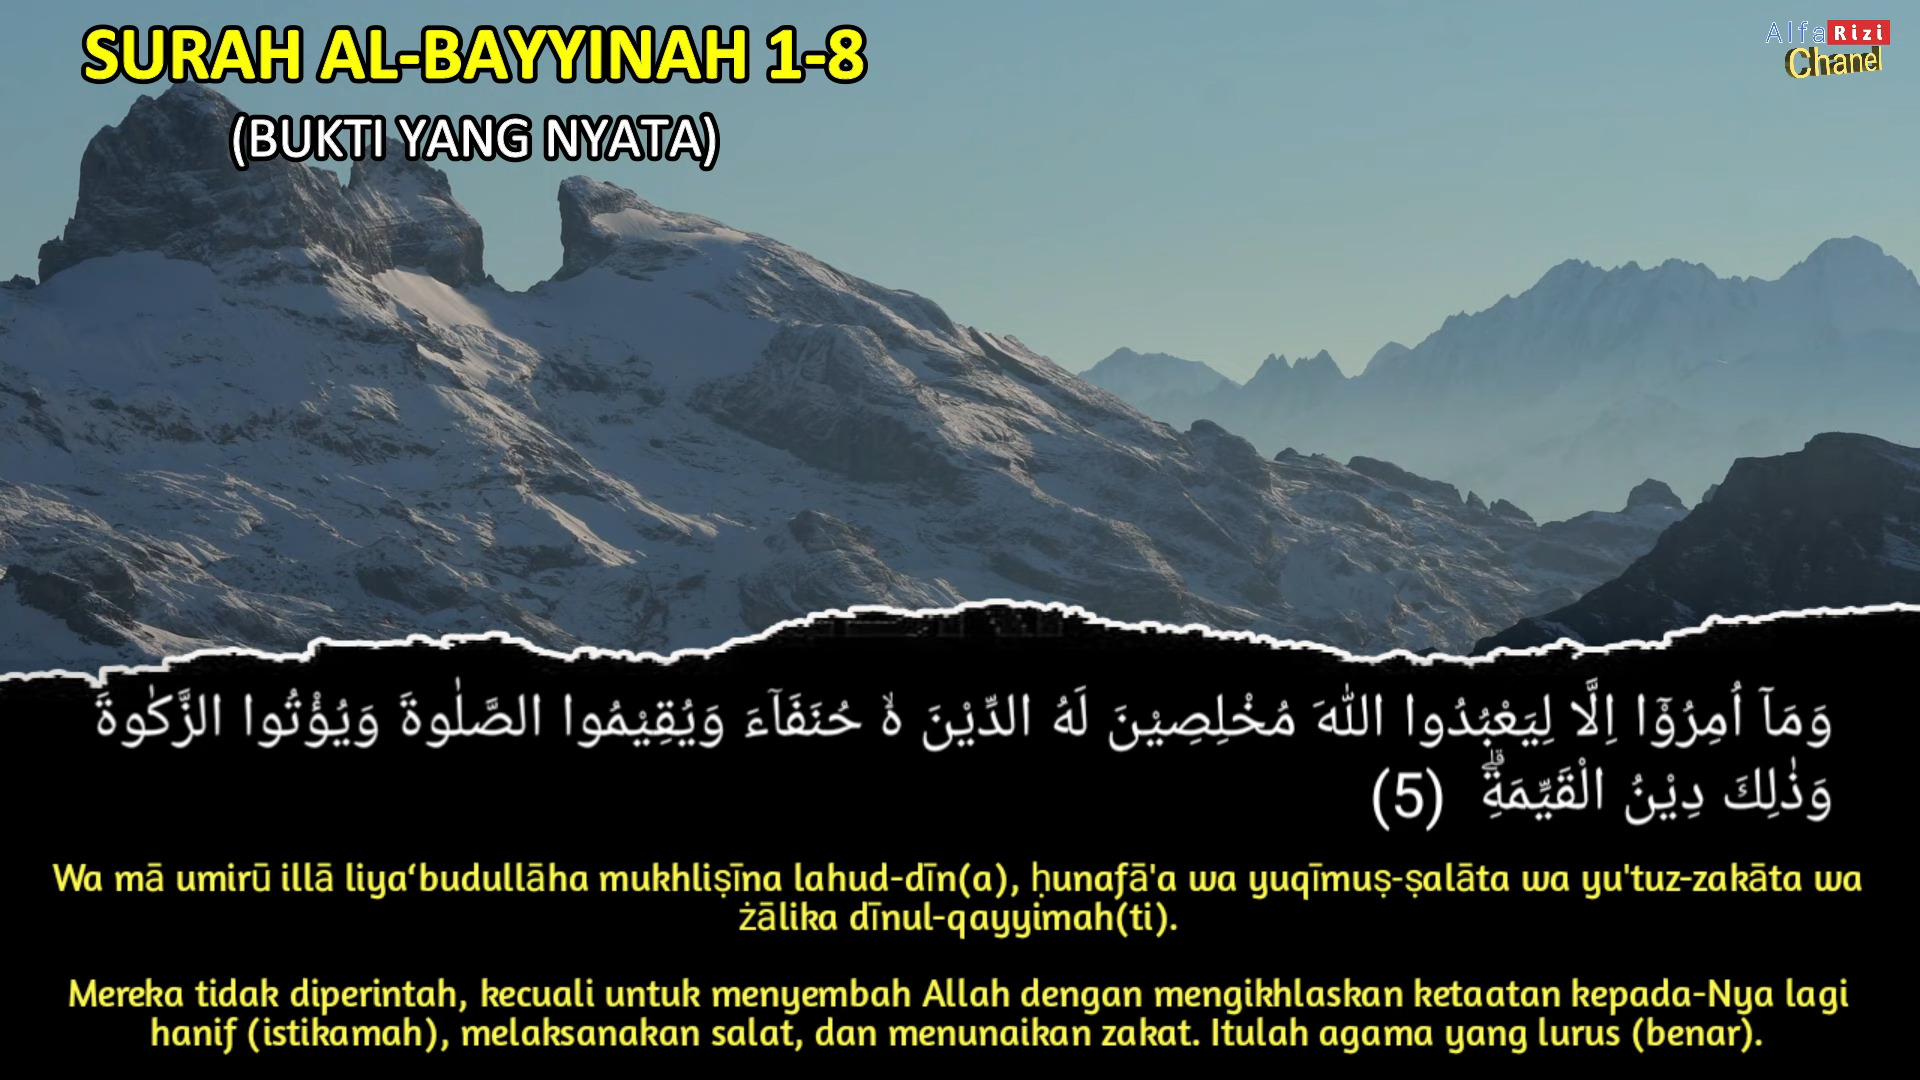 SURAH AL-BAYYINAH 1-8
(BUKTI YANG NYATA)
AlfaRizi
Chanel
وَمَآ اُمِرُوْٓا اِلَّا لِيَعْبُدُوا اللّٰهَ مُخْلِصِيْنَ لَهُ الدِّيْنَ ەۙ حُنَفَاۤءَ وَيُقِيْمُوا الصَّلٰوةَ وَيُؤْتُوا الزَّكٰوةَ
وَذٰلِكَ دِيْنُ الْقَيِّمَةِۗ (5)
Wa mā umirū illā liya‘budullāha mukhliṣīna lahud-dīn(a), ḥunafā'a wa yuqīmuṣ-ṣalāta wa yu'tuz-zakāta wa
żālika dīnul-qayyimah(ti).
Mereka tidak diperintah, kecuali untuk menyembah Allah dengan mengikhlaskan ketaatan kepada-Nya lagi
hanif (istikamah), melaksanakan salat, dan menunaikan zakat. Itulah agama yang lurus (benar).